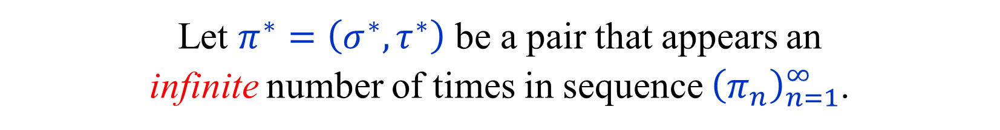 Let π* = (σ*, τ*) be a pair that appears an
infinite number of times in sequence (πₙ)ₙ₌₁^∞.